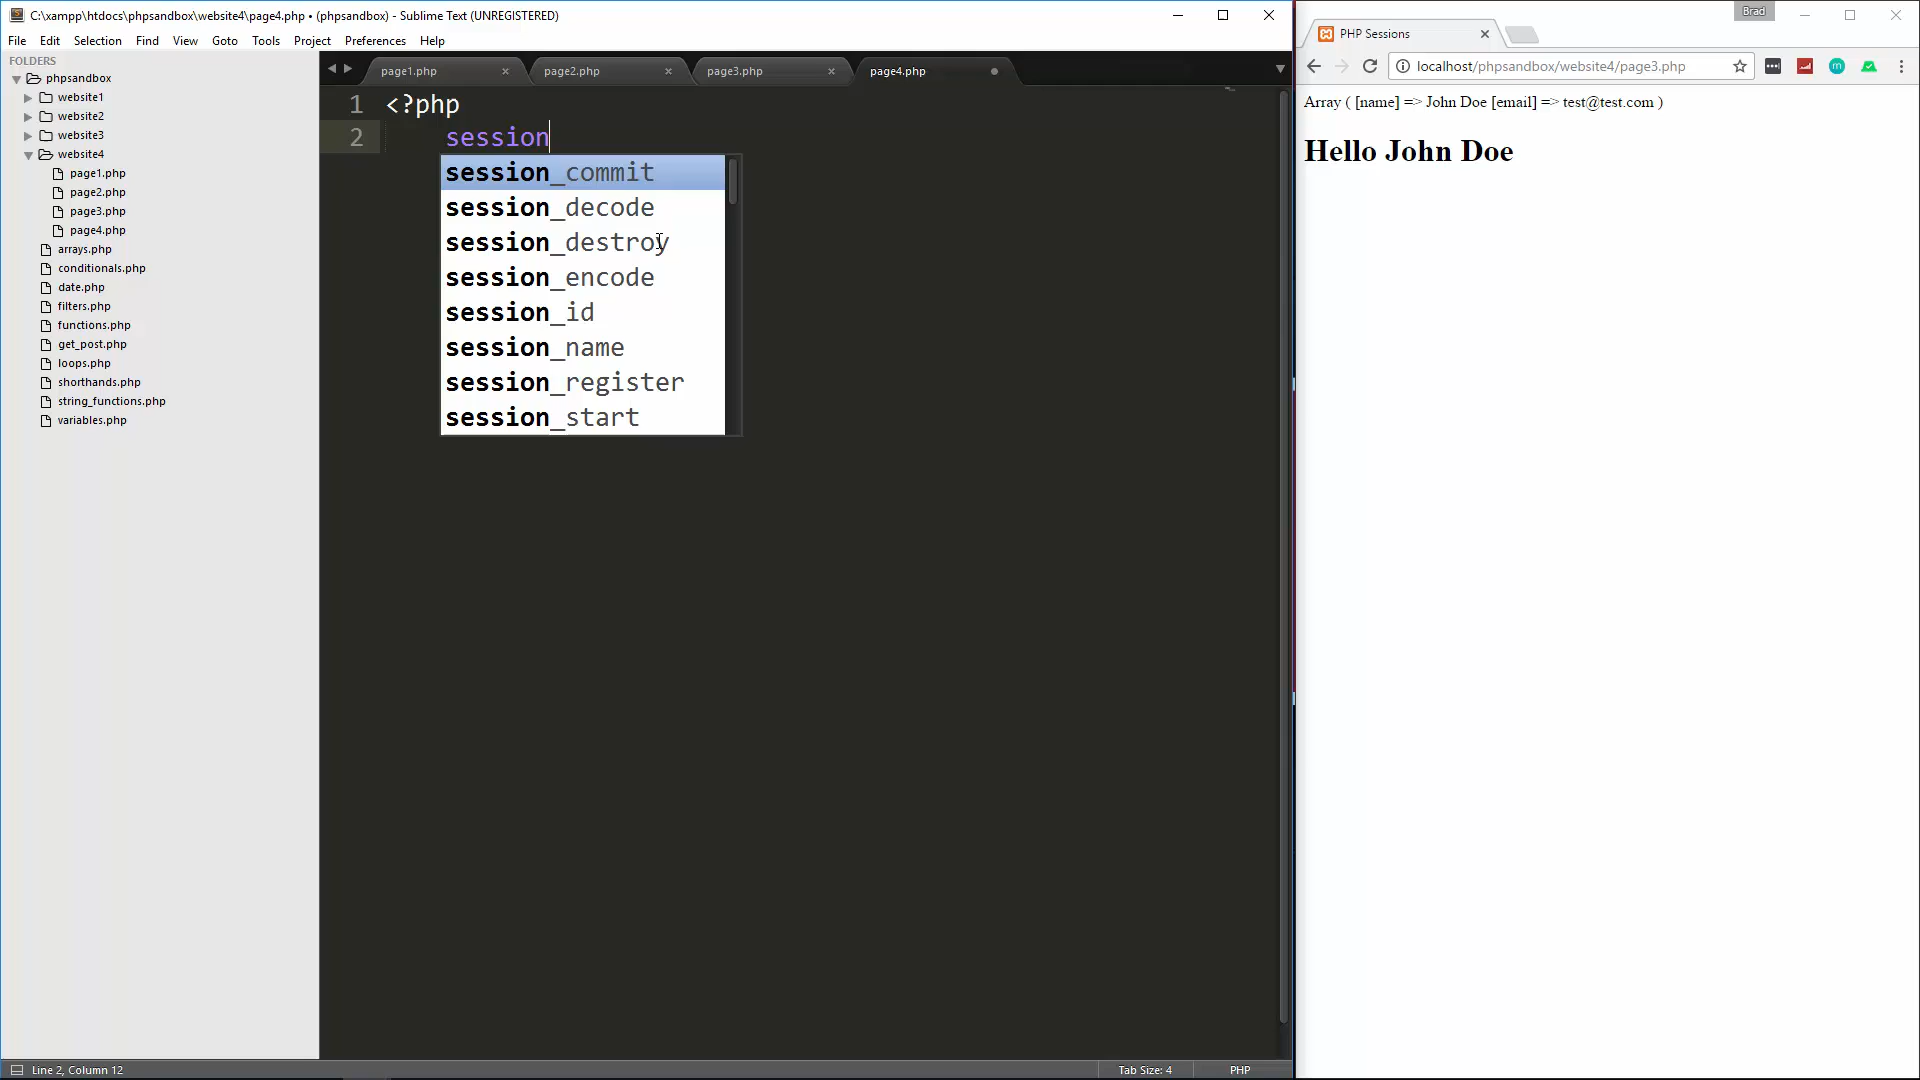 C:\xampp\htdocs\phpsandbox\website4\page4.php • (phpsandbox) - Sublime Text (UNREGISTERED)
File Edit Selection Find View Goto Tools Project Preferences Help
FOLDERS
phpsandbox
website1
website2
website3
website4
page1.php
page2.php
page3.php
page4.php
arrays.php
conditionals.php
date.php
filters.php
functions.php
get_post.php
loops.php
shorthands.php
string_functions.php
variables.php
page1.php page2.php page3.php page4.php
1 <?php
2 session
session_commit
session_decode
session_destroy
session_encode
session_id
session_name
session_register
session_start
Line 2, Column 12
Tab Size: 4 PHP
Brad
PHP Sessions
localhost/phpsandbox/website4/page3.php
Array ( [name] => John Doe [email] => test@test.com )
Hello John Doe